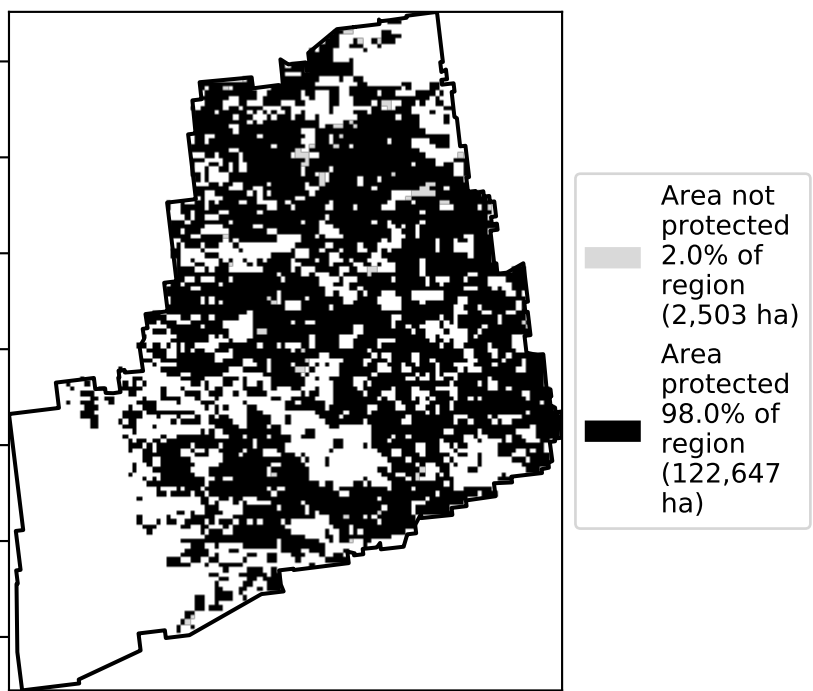 Area not
protected
2.0% of
region
(2,503 ha)
Area
protected
98.0% of
region
(122,647
ha)